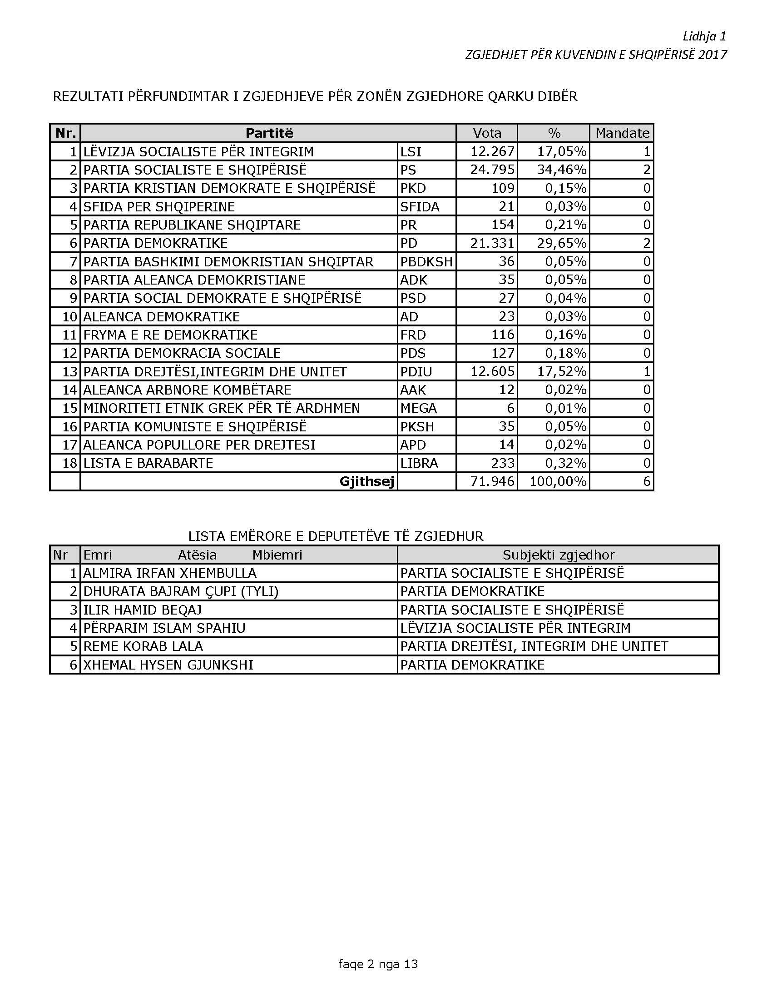 Lidhja 1
ZGJEDHJET PËR KUVENDIN E SHQIPËRISË 2017
REZULTATI PËRFUNDIMTAR I ZGJEDHJEVE PËR ZONËN ZGJEDHORE QARKU DIBËR
Nr. Partitë Vota % Mandate
1 LËVIZJA SOCIALISTE PËR INTEGRIM LSI 12.267 17,05% 1
2 PARTIA SOCIALISTE E SHQIPËRISË PS 24.795 34,46% 2
3 PARTIA KRISTIAN DEMOKRATE E SHQIPËRISË PKD 109 0,15% 0
4 SFIDA PER SHQIPERINE SFIDA 21 0,03% 0
5 PARTIA REPUBLIKANE SHQIPTARE PR 154 0,21% 0
6 PARTIA DEMOKRATIKE PD 21.331 29,65% 2
7 PARTIA BASHKIMI DEMOKRISTIAN SHQIPTAR PBDKSH 36 0,05% 0
8 PARTIA ALEANCA DEMOKRISTIANE ADK 35 0,05% 0
9 PARTIA SOCIAL DEMOKRATE E SHQIPËRISË PSD 27 0,04% 0
10 ALEANCA DEMOKRATIKE AD 23 0,03% 0
11 FRYMA E RE DEMOKRATIKE FRD 116 0,16% 0
12 PARTIA DEMOKRACIA SOCIALE PDS 127 0,18% 0
13 PARTIA DREJTËSI,INTEGRIM DHE UNITET PDIU 12.605 17,52% 1
14 ALEANCA ARBNORE KOMBËTARE AAK 12 0,02% 0
15 MINORITETI ETNIK GREK PËR TË ARDHMEN MEGA 6 0,01% 0
16 PARTIA KOMUNISTE E SHQIPËRISË PKSH 35 0,05% 0
17 ALEANCA POPULLORE PER DREJTESI APD 14 0,02% 0
18 LISTA E BARABARTE LIBRA 233 0,32% 0
Gjithsej 71.946 100,00% 6
LISTA EMËRORE E DEPUTETËVE TË ZGJEDHUR
Nr Emri Atësia Mbiemri Subjekti zgjedhor
1 ALMIRA IRFAN XHEMBULLA PARTIA SOCIALISTE E SHQIPËRISË
2 DHURATA BAJRAM ÇUPI (TYLI) PARTIA DEMOKRATIKE
3 ILIR HAMID BEQAJ PARTIA SOCIALISTE E SHQIPËRISË
4 PËRPARIM ISLAM SPAHIU LËVIZJA SOCIALISTE PËR INTEGRIM
5 REME KORAB LALA PARTIA DREJTËSI, INTEGRIM DHE UNITET
6 XHEMAL HYSEN GJUNKSHI PARTIA DEMOKRATIKE
faqe 2 nga 13